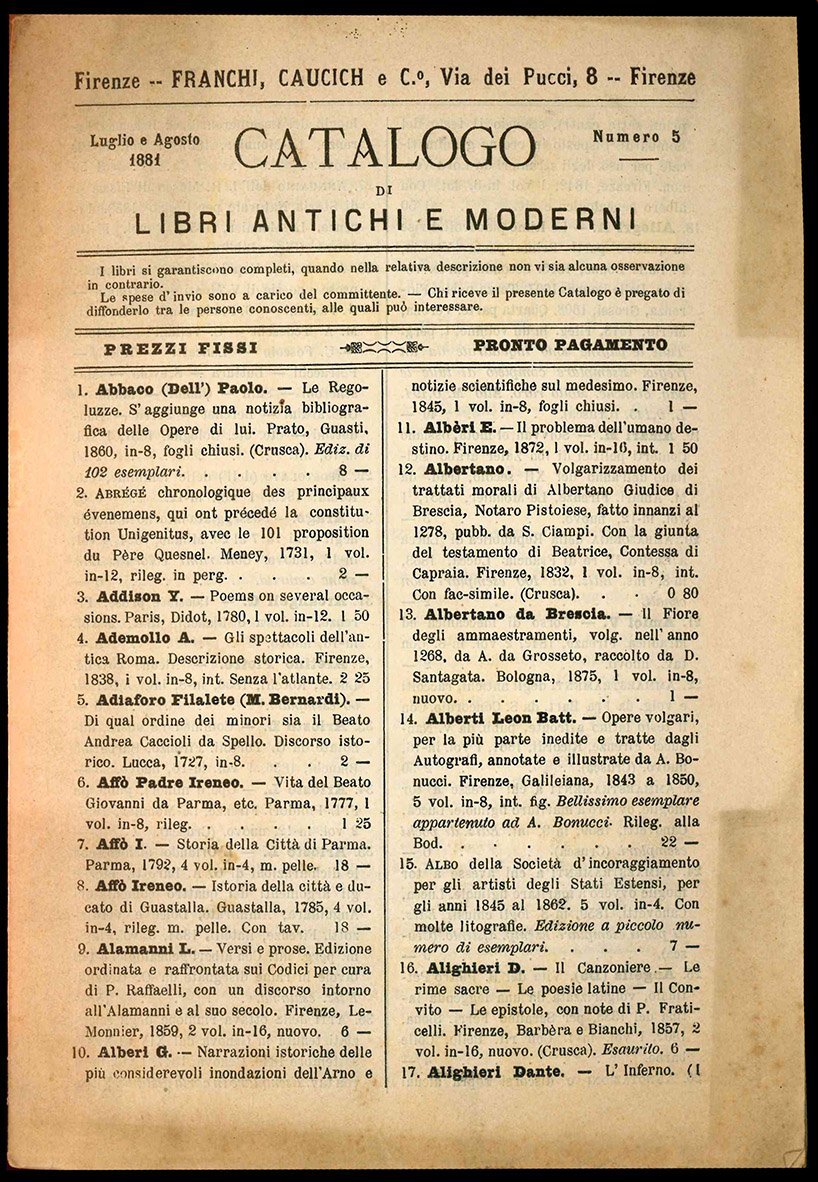 Firenze -- FRANCHI, CAUCICH e C.º, Via dei Pucci, 8 -- Firenze
Luglio e Agosto
1881
CATALOGO
Numero 5
DI
LIBRI ANTICHI E MODERNI
I libri si garantiscono completi, quando nella relativa descrizione non vi sia alcuna osservazione
in contrario.
Le spese d'invio sono a carico del committente. — Chi riceve il presente Catalogo è pregato di
diffonderlo tra le persone conoscenti, alle quali può interessare.
PREZZI FISSI
PRONTO PAGAMENTO
1. Abbaco (Dell') Paolo. — Le Rego-
luzze. S'aggiunge una notizia bibliogra-
fica delle Opere di lui. Prato, Guasti,
1860, in-8, fogli chiusi. (Crusca). Ediz. di
102 esemplari. . . . . 8 —
2. ABRÉGÉ chronologique des principaux
évenemens, qui ont précedé la constitu-
tion Unigenitus, avec le 101 proposition
du Père Quesnel. Meney, 1731, 1 vol.
in-12, rileg. in perg. . . . 2 —
3. Addison Y. — Poems on several occa-
sions. Paris, Didot, 1780, 1 vol. in-12. 1 50
4. Ademollo A. — Gli spettacoli dell'an-
tica Roma. Descrizione storica. Firenze,
1838, 1 vol. in-8, int. Senza l'atlante. 2 25
5. Adiaforo Filalete (M. Bernardi). —
Di qual ordine dei minori sia il Beato
Andrea Caccioli da Spello. Discorso isto-
rico. Lucca, 1727, in-8. . . 2 —
6. Affò Padre Ireneo. — Vita del Beato
Giovanni da Parma, etc. Parma, 1777, 1
vol. in-8, rileg. . . . . 1 25
7. Affò I. — Storia della Città di Parma.
Parma, 1792, 4 vol. in-4, m. pelle. 18 —
8. Affò Ireneo. — Istoria della città e du-
cato di Guastalla. Guastalla, 1785, 4 vol.
in-4, rileg. m. pelle. Con tav. 18 —
9. Alamanni L. — Versi e prose. Edizione
ordinata e raffrontata sui Codici per cura
di P. Raffaelli, con un discorso intorno
all'Alamanni e al suo secolo. Firenze, Le-
Monnier, 1859, 2 vol. in-16, nuovo. 6 —
10. Alberi G. — Narrazioni istoriche delle
più considerevoli inondazioni dell'Arno e
notizie scientifiche sul medesimo. Firenze,
1845, 1 vol. in-8, fogli chiusi. . 1 —
11. Albèri E. — Il problema dell'umano de-
stino. Firenze, 1872, 1 vol. in-16, int. 1 50
12. Albertano. — Volgarizzamento dei
trattati morali di Albertano Giudice di
Brescia, Notaro Pistoiese, fatto innanzi al
1278, pubb. da S. Ciampi. Con la giunta
del testamento di Beatrice, Contessa di
Capraia. Firenze, 1832, 1 vol. in-8, int.
Con fac-simile. (Crusca). . . 0 80
13. Albertano da Brescia. — Il Fiore
degli ammaestramenti, volg. nell'anno
1268, da A. da Grosseto, raccolto da D.
Santagata. Bologna, 1875, 1 vol. in-8,
nuovo. . . . . . . 1 —
14. Alberti Leon Batt. — Opere volgari,
per la più parte inedite e tratte dagli
Autografi, annotate e illustrate da A. Bo-
nucci. Firenze, Galileiana, 1843 a 1850,
5 vol. in-8, int. fig. Bellissimo esemplare
appartenuto ad A. Bonucci. Rileg. alla
Bod. . . . . . . 22 —
15. ALBO della Società d'incoraggiamento
per gli artisti degli Stati Estensi, per
gli anni 1845 al 1862. 5 vol. in-4. Con
molte litografie. Edizione a piccolo nu-
mero di esemplari. . . . 7 —
16. Alighieri D. — Il Canzoniere — Le
rime sacre — Le poesie latine — Il Con-
vito — Le epistole, con note di P. Frati-
celli. Firenze, Barbèra e Bianchi, 1857, 2
vol. in-16, nuovo. (Crusca). Esaurito. 6 —
17. Alighieri Dante. — L'Inferno. (I